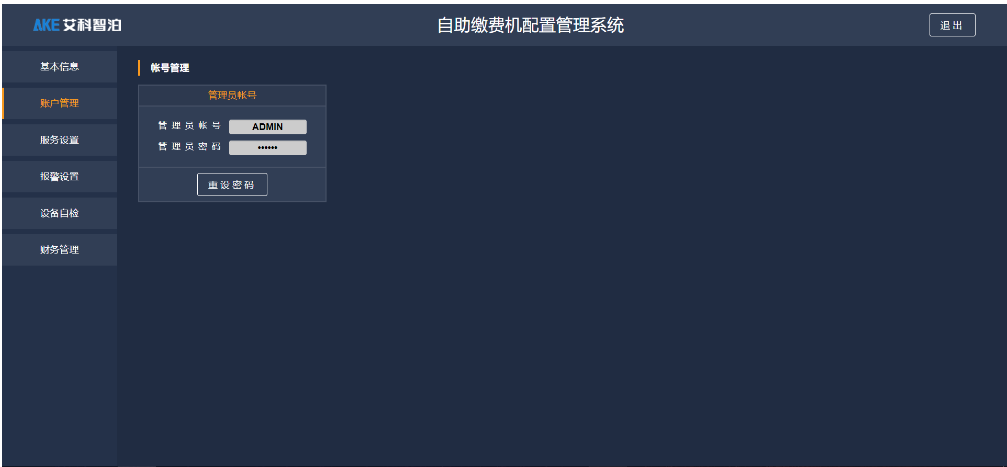 AKE 艾科智泊
自助缴费机配置管理系统
退出
基本信息
账户管理
服务设置
报警设置
设备自检
财务管理
帐号管理
管理员帐号
管理员帐号 ADMIN
管理员密码 ••••••
重设密码